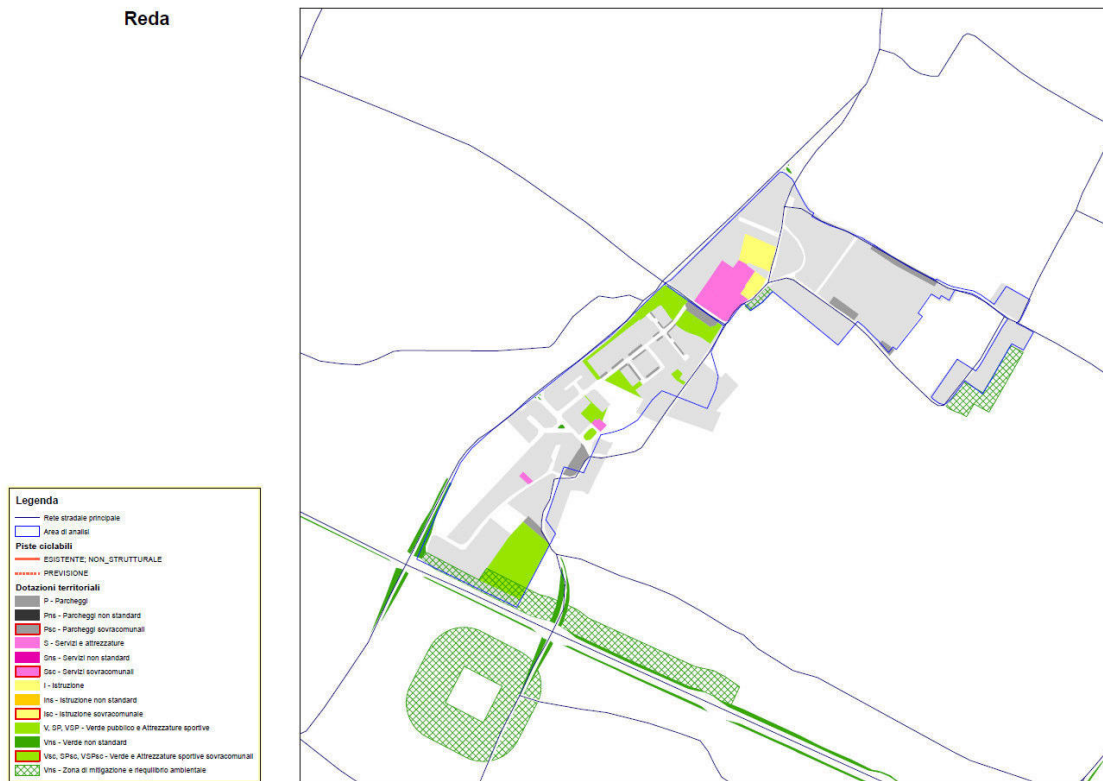 Reda
Legenda
Rete stradale principale
Area di analisi
Piste ciclabili
ESISTENTE; NON_STRUTTURALE
PREVISIONE
Dotazioni territoriali
P - Parcheggi
Pns - Parcheggi non standard
Psc - Parcheggi sovracomunali
S - Servizi e attrezzature
Sns - Servizi non standard
Ssc - Servizi sovracomunali
I - Istruzione
Ins - Istruzione non standard
Isc - Istruzione sovracomunale
V, SP, VSP - Verde pubblico e Attrezzature sportive
Vns - Verde non standard
Vsc, SPsc, VSPsc - Verde e Attrezzature sportive sovracomunali
Vns - Zona di mitigazione e riequilibrio ambientale